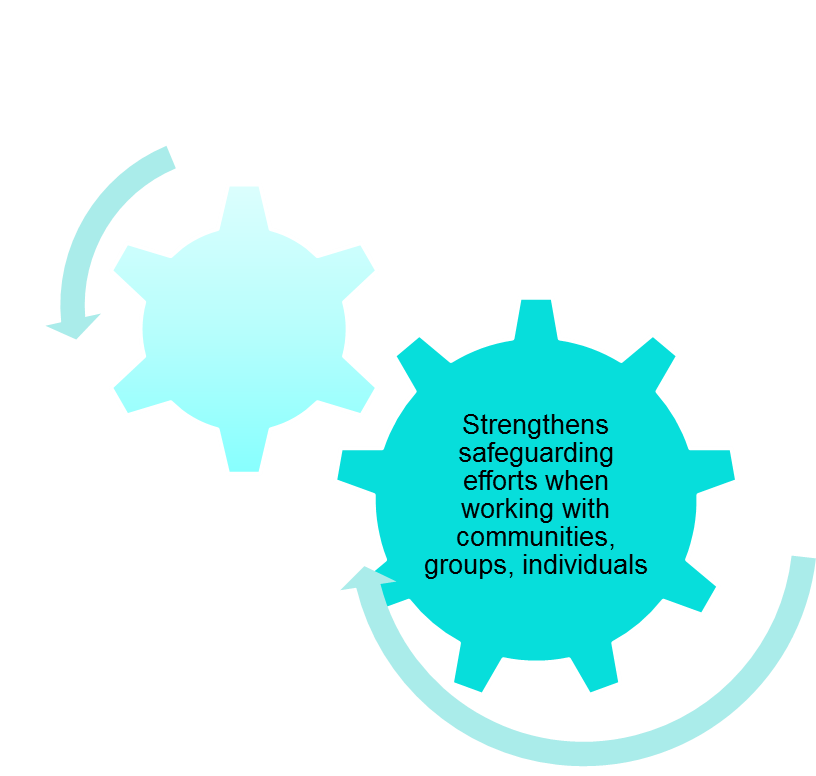 Strengthens
safeguarding
efforts when
working with
communities,
groups, individuals